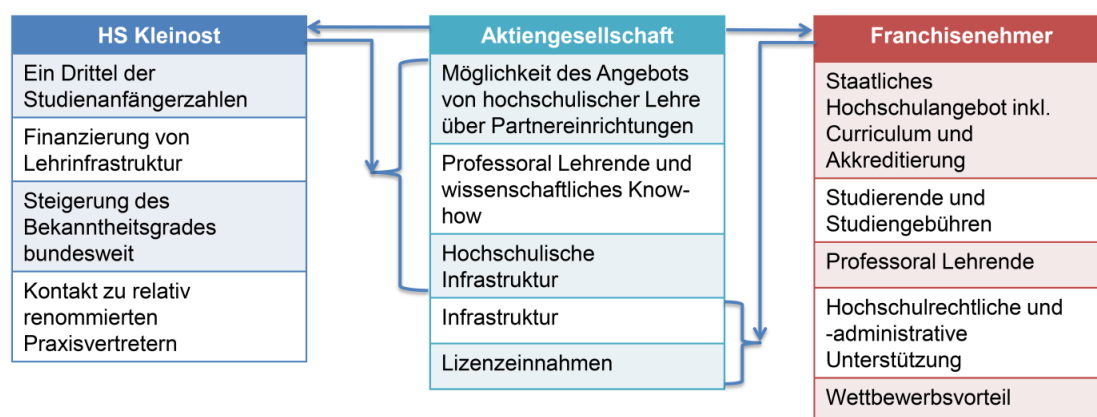 HS Kleinost
Ein Drittel der
Studienanfängerzahlen
Finanzierung von
Lehrinfrastruktur
Steigerung des
Bekanntheitsgrades
bundesweit
Kontakt zu relativ
renommierten
Praxisvertretern
Aktiengesellschaft
Möglichkeit des Angebots
von hochschulischer Lehre
über Partnereinrichtungen
Professoral Lehrende und
wissenschaftliches Know-
how
Hochschulische
Infrastruktur
Infrastruktur
Lizenzeinnahmen
Franchisenehmer
Staatliches
Hochschulangebot inkl.
Curriculum und
Akkreditierung
Studierende und
Studiengebühren
Professoral Lehrende
Hochschulrechtliche und
-administrative
Unterstützung
Wettbewerbsvorteil